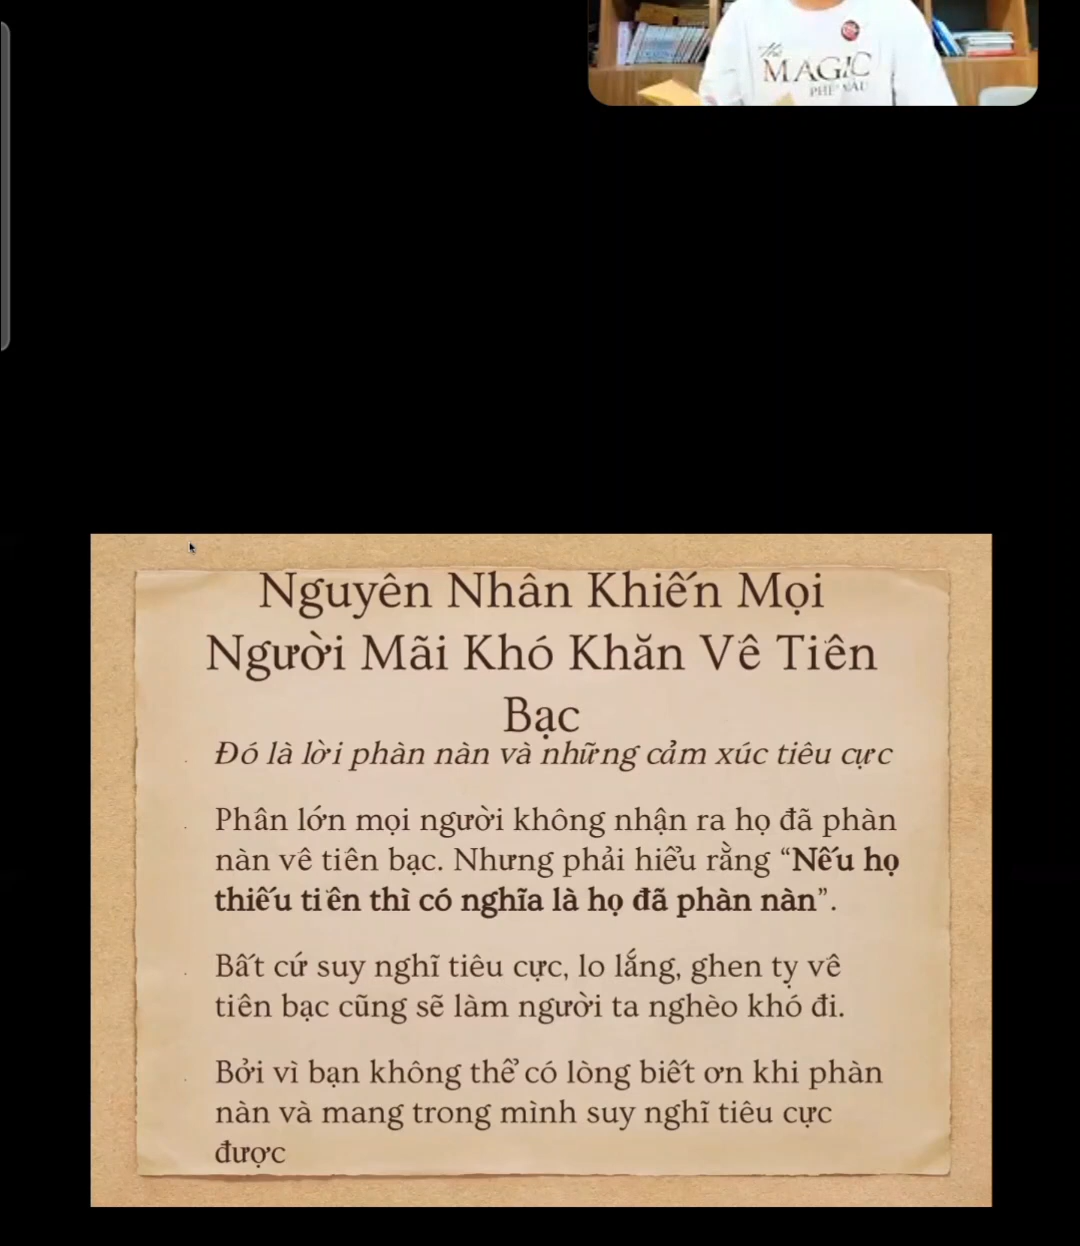 The
MAGIC
Nguyên Nhân Khiến Mọi
Người Mãi Khó Khăn Về Tiền
Bạc
Đó là lời phàn nàn và những cảm xúc tiêu cực
Phần lớn mọi người không nhận ra họ đã phàn
nàn về tiền bạc. Nhưng phải hiểu rằng “Nếu họ
thiếu tiền thì có nghĩa là họ đã phàn nàn”.
Bất cứ suy nghĩ tiêu cực, lo lắng, ghen tỵ về
tiền bạc cũng sẽ làm người ta nghèo khó đi.
Bởi vì bạn không thể có lòng biết ơn khi phàn
nàn và mang trong mình suy nghĩ tiêu cực
được